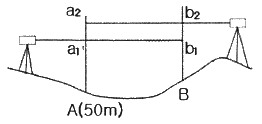 a₂ b₂
a₁ b₁
A(50m) B